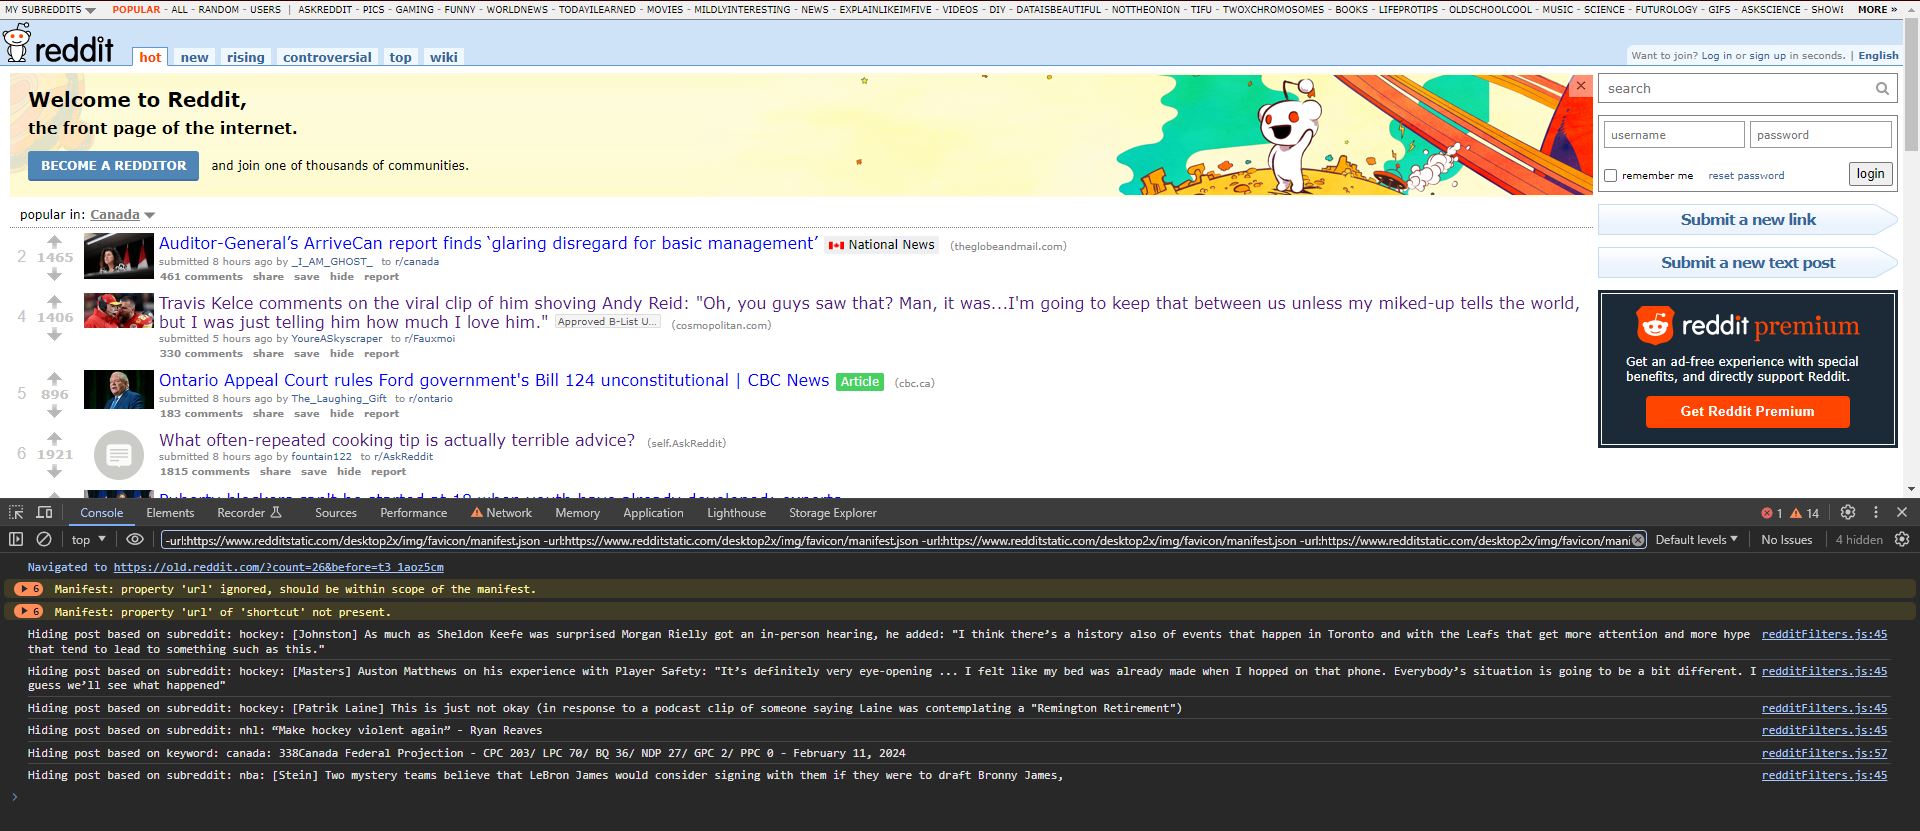 MY SUBREDDITS POPULAR - ALL - RANDOM - USERS | ASKREDDIT - PICS - GAMING - FUNNY - WORLDNEWS - TODAYILEARNED - MOVIES - MILDLYINTERESTING - NEWS - EXPLAINLIKEIMFIVE - VIDEOS - DIY - DATAISBEAUTIFUL - NOTTHEONION - TIFU - TWOXCHROMOSOMES - BOOKS - LIFEPROTIPS - OLDSCHOOLCOOL - MUSIC - SCIENCE - FUTUROLOGY - GIFS - ASKSCIENCE - SHOWE MORE »
reddit hot new rising controversial top wiki
Want to join? Log in or sign up in seconds. | English
Welcome to Reddit,
the front page of the internet.
BECOME A REDDITOR and join one of thousands of communities.
search
username password
remember me reset password login
Submit a new link
Submit a new text post
reddit premium
Get an ad-free experience with special
benefits, and directly support Reddit.
Get Reddit Premium
popular in: Canada
2 1465 Auditor-General’s ArriveCan report finds ‘glaring disregard for basic management’ National News (theglobeandmail.com)
submitted 8 hours ago by _I_AM_GHOST_ to r/canada
461 comments share save hide report
4 1406 Travis Kelce comments on the viral clip of him shoving Andy Reid: "Oh, you guys saw that? Man, it was...I'm going to keep that between us unless my miked-up tells the world,
but I was just telling him how much I love him." Approved B-List U... (cosmopolitan.com)
submitted 5 hours ago by YoureASkyscraper to r/Fauxmoi
330 comments share save hide report
5 896 Ontario Appeal Court rules Ford government's Bill 124 unconstitutional | CBC News Article (cbc.ca)
submitted 8 hours ago by The_Laughing_Gift to r/ontario
183 comments share save hide report
6 1921 What often-repeated cooking tip is actually terrible advice? (self.AskReddit)
submitted 8 hours ago by fountain122 to r/AskReddit
1815 comments share save hide report
Puberty blockers can't be started at 18 when youth have already developed: experts
Console Elements Recorder Sources Performance Network Memory Application Lighthouse Storage Explorer 1 14
top -url:https://www.redditstatic.com/desktop2x/img/favicon/manifest.json -url:https://www.redditstatic.com/desktop2x/img/favicon/manifest.json -url:https://www.redditstatic.com/desktop2x/img/favicon/manifest.json -url:https://www.redditstatic.com/desktop2x/img/favicon/mani Default levels No Issues 4 hidden
Navigated to https://old.reddit.com/?count=26&before=t3_1aoz5cm
6 Manifest: property 'url' ignored, should be within scope of the manifest.
6 Manifest: property 'url' of 'shortcut' not present.
Hiding post based on subreddit: hockey: [Johnston] As much as Sheldon Keefe was surprised Morgan Rielly got an in-person hearing, he added: "I think there’s a history also of events that happen in Toronto and with the Leafs that get more attention and more hype redditFilters.js:45
that tend to lead to something such as this."
Hiding post based on subreddit: hockey: [Masters] Auston Matthews on his experience with Player Safety: "It’s definitely very eye-opening ... I felt like my bed was already made when I hopped on that phone. Everybody’s situation is going to be a bit different. I redditFilters.js:45
guess we’ll see what happened"
Hiding post based on subreddit: hockey: [Patrik Laine] This is just not okay (in response to a podcast clip of someone saying Laine was contemplating a "Remington Retirement") redditFilters.js:45
Hiding post based on subreddit: nhl: “Make hockey violent again” - Ryan Reaves redditFilters.js:45
Hiding post based on keyword: canada: 338Canada Federal Projection - CPC 203/ LPC 70/ BQ 36/ NDP 27/ GPC 2/ PPC 0 - February 11, 2024 redditFilters.js:57
Hiding post based on subreddit: nba: [Stein] Two mystery teams believe that LeBron James would consider signing with them if they were to draft Bronny James, redditFilters.js:45